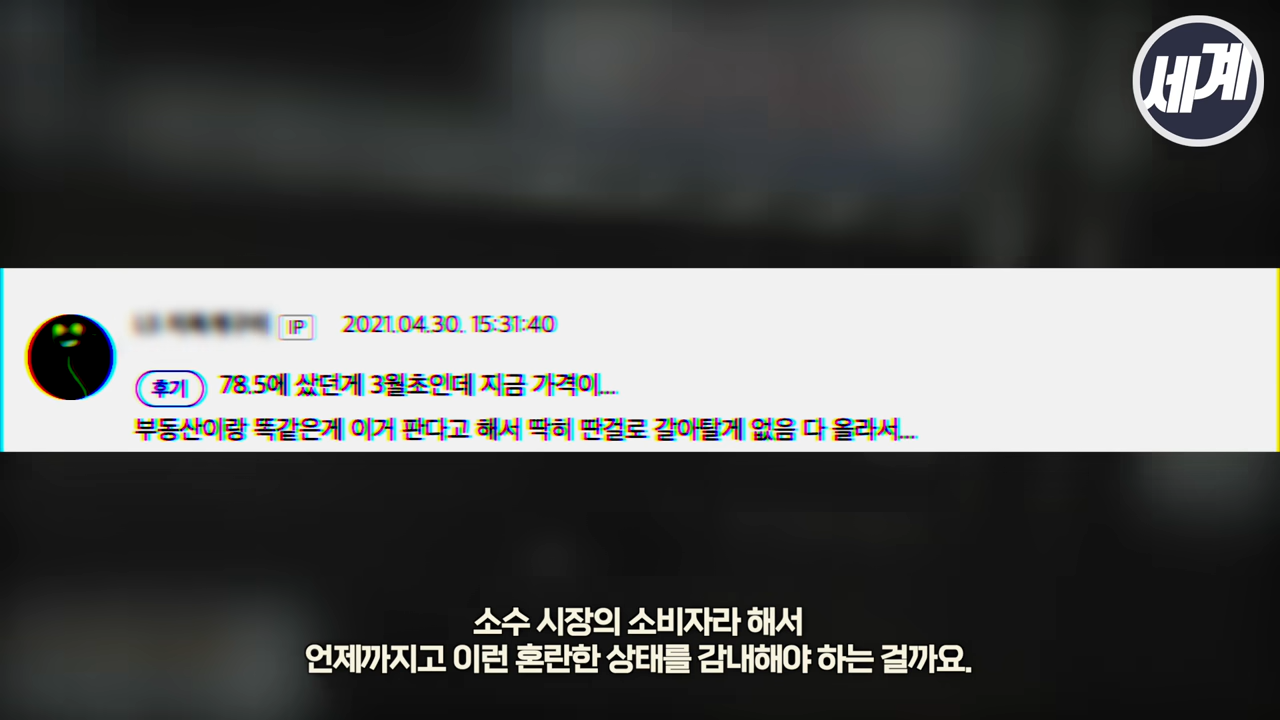 세계
IP 2021.04.30. 15:31:40
후기 78.5에 샀던게 3월초인데 지금 가격이...
부동산이랑 똑같은게 이거 판다고 해서 딱히 딴걸로 갈아탈게 없음 다 올라서...
소수 시장의 소비자라 해서
언제까지고 이런 혼란한 상태를 감내해야 하는 걸까요.